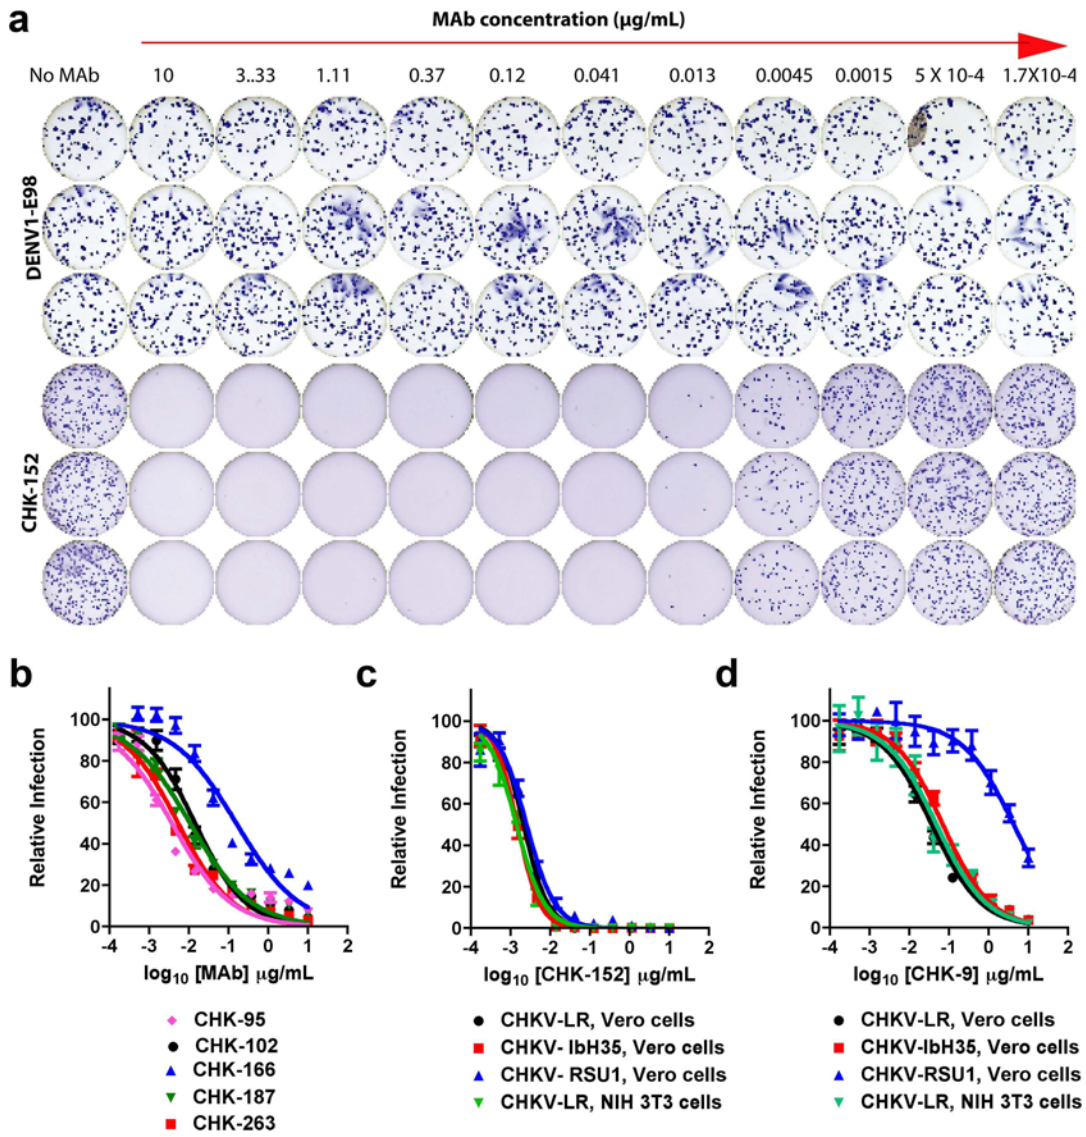 a
MAb concentration (µg/mL)
No MAb 10 3.33 1.11 0.37 0.12 0.041 0.013 0.0045 0.0015 5 X 10-4 1.7X10-4
DENV1-E98
CHK-152
b
Relative Infection
100
80
60
40
20
0
-4 -3 -2 -1 0 1 2
log10 [MAb] µg/mL
CHK-95
CHK-102
CHK-166
CHK-187
CHK-263
c
Relative Infection
100
80
60
40
20
0
-4 -3 -2 -1 0 1 2
log10 [CHK-152] µg/mL
CHKV-LR, Vero cells
CHKV- IbH35, Vero cells
CHKV- RSU1, Vero cells
CHKV-LR, NIH 3T3 cells
d
Relative Infection
100
80
60
40
20
0
-4 -3 -2 -1 0 1 2
log10 [CHK-9] µg/mL
CHKV-LR, Vero cells
CHKV-IbH35, Vero cells
CHKV-RSU1, Vero cells
CHKV-LR, NIH 3T3 cells